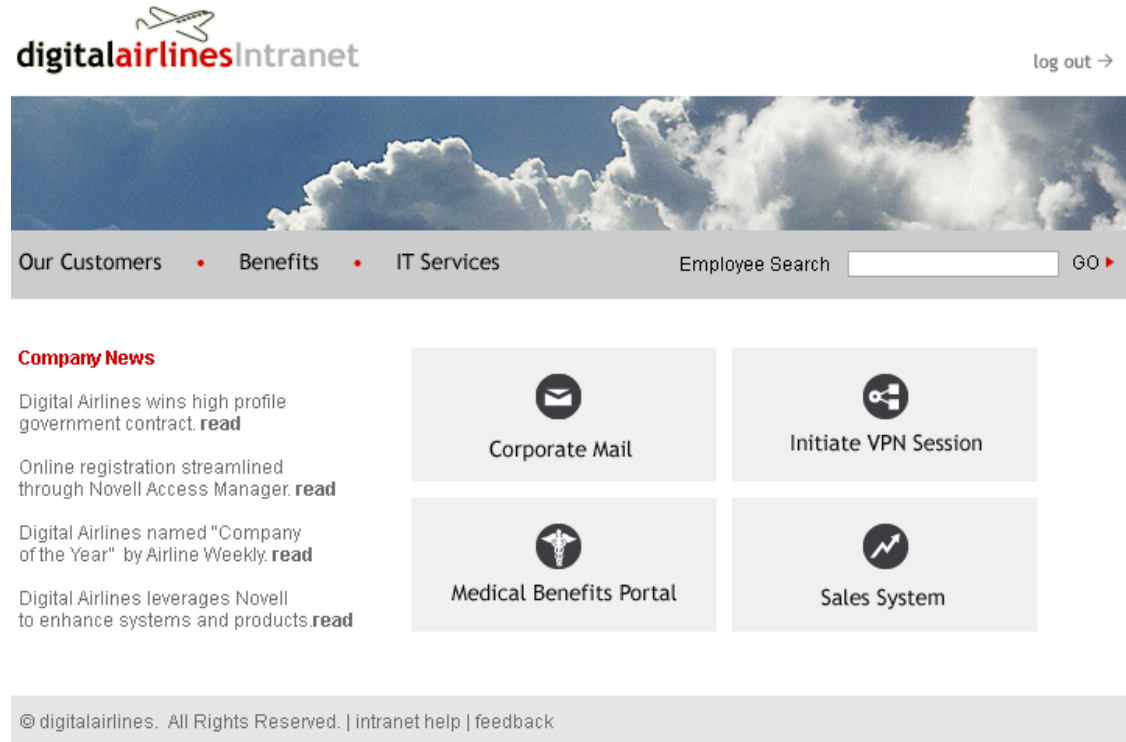 digitalairlinesIntranet
log out →
Our Customers • Benefits • IT Services
Employee Search GO
Company News
Digital Airlines wins high profile
government contract. read
Online registration streamlined
through Novell Access Manager. read
Digital Airlines named "Company
of the Year" by Airline Weekly. read
Digital Airlines leverages Novell
to enhance systems and products.read
Corporate Mail
Initiate VPN Session
Medical Benefits Portal
Sales System
© digitalairlines. All Rights Reserved. | intranet help | feedback